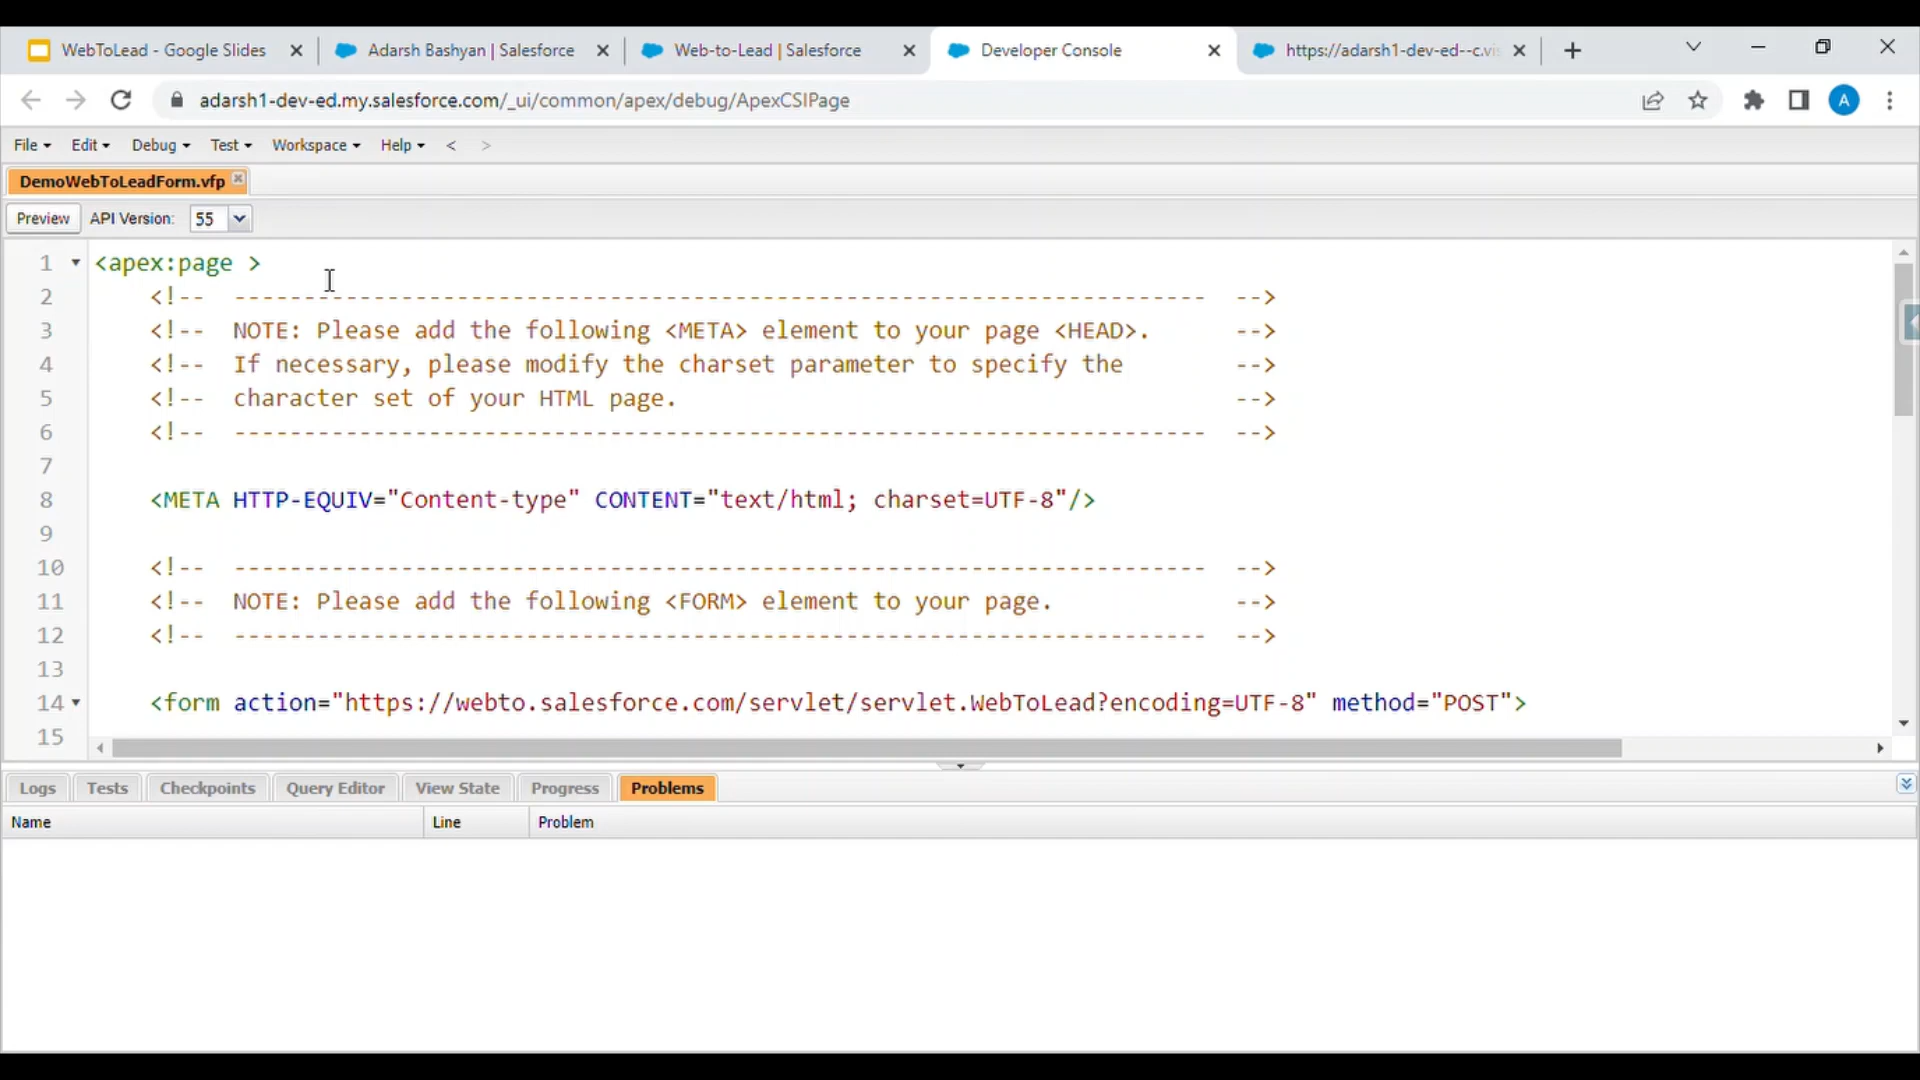 WebToLead - Google Slides
Adarsh Bashyan | Salesforce
Web-to-Lead | Salesforce
Developer Console
https://adarsh1-dev-ed--c.vis
adarsh1-dev-ed.my.salesforce.com/_ui/common/apex/debug/ApexCSIPage
A
File Edit Debug Test Workspace Help < >
DemoWebToLeadForm.vfp
Preview API Version: 55
1 <apex:page >
2 <!-- ---------------------------------------------------------------------- -->
3 <!-- NOTE: Please add the following <META> element to your page <HEAD>. -->
4 <!-- If necessary, please modify the charset parameter to specify the -->
5 <!-- character set of your HTML page. -->
6 <!-- ---------------------------------------------------------------------- -->
7
8 <META HTTP-EQUIV="Content-type" CONTENT="text/html; charset=UTF-8"/>
9
10 <!-- ---------------------------------------------------------------------- -->
11 <!-- NOTE: Please add the following <FORM> element to your page. -->
12 <!-- ---------------------------------------------------------------------- -->
13
14 <form action="https://webto.salesforce.com/servlet/servlet.WebToLead?encoding=UTF-8" method="POST">
15
Logs Tests Checkpoints Query Editor View State Progress Problems
Name Line Problem